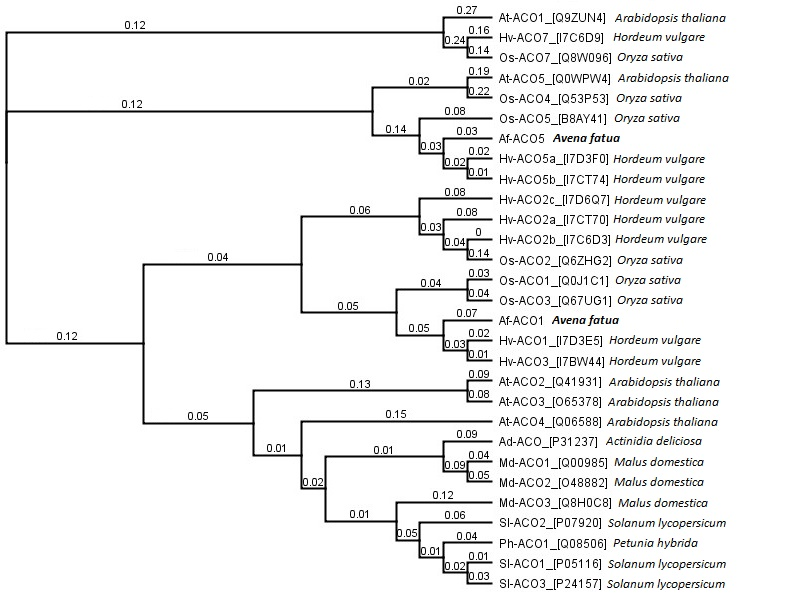 0.27
At-ACO1_[Q9ZUN4] Arabidopsis thaliana
0.12
0.16
Hv-ACO7_[I7C6D9] Hordeum vulgare
0.24
0.14
Os-ACO7_[Q8W096] Oryza sativa
0.19
At-ACO5_[Q0WPW4] Arabidopsis thaliana
0.02
0.22
Os-ACO4_[Q53P53] Oryza sativa
0.12
0.08
Os-ACO5_[B8AY41] Oryza sativa
0.14
0.03
Af-ACO5 Avena fatua
0.03
0.02
Hv-ACO5a_[I7D3F0] Hordeum vulgare
0.02
0.01
Hv-ACO5b_[I7CT74] Hordeum vulgare
0.08
Hv-ACO2c_[I7D6Q7] Hordeum vulgare
0.06
0.08
Hv-ACO2a_[I7CT70] Hordeum vulgare
0.03
0
Hv-ACO2b_[I7C6D3] Hordeum vulgare
0.04
0.14
Os-ACO2_[Q6ZHG2] Oryza sativa
0.04
0.03
Os-ACO1_[Q0J1C1] Oryza sativa
0.04
0.04
Os-ACO3_[Q67UG1] Oryza sativa
0.05
0.07
Af-ACO1 Avena fatua
0.05
0.02
Hv-ACO1_[I7D3E5] Hordeum vulgare
0.03
0.01
Hv-ACO3_[I7BW44] Hordeum vulgare
0.12
0.09
At-ACO2_[Q41931] Arabidopsis thaliana
0.13
0.08
At-ACO3_[O65378] Arabidopsis thaliana
0.05
0.15
At-ACO4_[Q06588] Arabidopsis thaliana
0.01
0.09
Ad-ACO_[P31237] Actinidia deliciosa
0.01
0.04
Md-ACO1_[Q00985] Malus domestica
0.09
0.05
Md-ACO2_[O48882] Malus domestica
0.02
0.12
Md-ACO3_[Q8H0C8] Malus domestica
0.01
0.06
Sl-ACO2_[P07920] Solanum lycopersicum
0.05
0.04
Ph-ACO1_[Q08506] Petunia hybrida
0.01
0.01
Sl-ACO1_[P05116] Solanum lycopersicum
0.02
0.03
Sl-ACO3_[P24157] Solanum lycopersicum